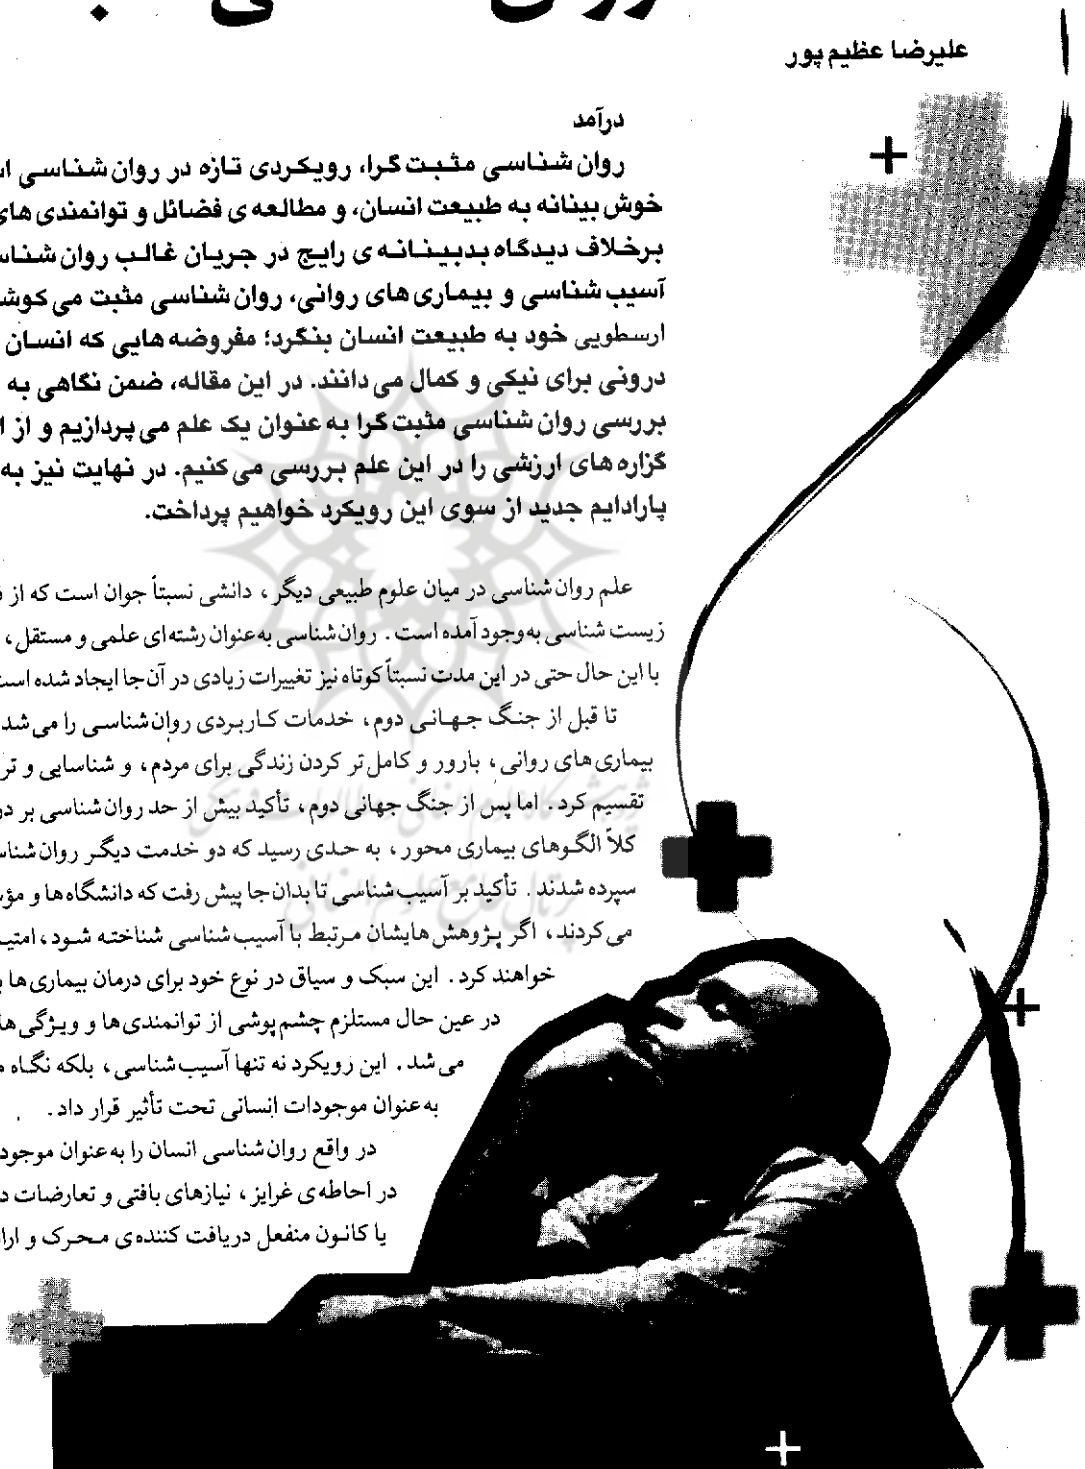 علیرضا عظیم پور
درآمد
روان شناسی مثبت گرا، رویکردی تازه در روان شناسی
خوش بینانه به طبیعت انسان، و مطالعه ی فضائل و توانمندی های
برخلاف دیدگاه بدبینانه ی رایج در جریان غالب
آسیب شناسی و بیماری های روانی، روان شناسی مثبت می
ارسطویی خود به طبیعت انسان بنگرد؛ مفروضه هایی که انسان
درونی برای نیکی و کمال می دانند. در این مقاله، ضمن نگاهی به
بررسی روان شناسی مثبت گرا به عنوان یک علم می پردازیم و از
گزاره های ارزشی را در این علم بررسی می کنیم. در نهایت نیز به
پارادایم جدید از سوی این رویکرد خواهیم پرداخت.
علم روان شناسی در میان علوم طبیعی دیگر، دانشی نسبتاً جوان است که از
زیست شناسی به وجود آمده است. روان شناسی به عنوان رشته ای علمی و مستقل،
با این حال حتی در این مدت نسبتاً کوتاه نیز تغییرات زیادی در آن جا ایجاد شده است
تا قبل از جنگ جهانی دوم، خدمات کاربردی روان شناسی را می شد
بیماری های روانی، بارور و کامل تر کردن زندگی برای مردم، و شناسایی و
تقسیم کرد. اما پس از جنگ جهانی دوم، تأکید بیش از حد روان شناسی بر
کلاً الگوهای بیماری محور، به حدی رسید که دو خدمت دیگر
سپرده شدند. تأکید بر آسیب شناسی تا بدان جا پیش رفت که دانشگاه ها و
می کردند، اگر پژوهش هایشان مرتبط با آسیب شناسی شناخته شود،
خواهند کرد. این سبک و سیاق در نوع خود برای درمان بیماری ها
در عین حال مستلزم چشم پوشی از توانمندی ها و
می شد. این رویکرد نه تنها آسیب شناسی، بلکه نگاه
به عنوان موجودات انسانی تحت تأثیر قرار داد.
در واقع روان شناسی انسان را به عنوان موجود
در احاطه ی غرایز، نیازهای بافتی و تعارضات
یا کانون منفعل دریافت کننده ی محرک و